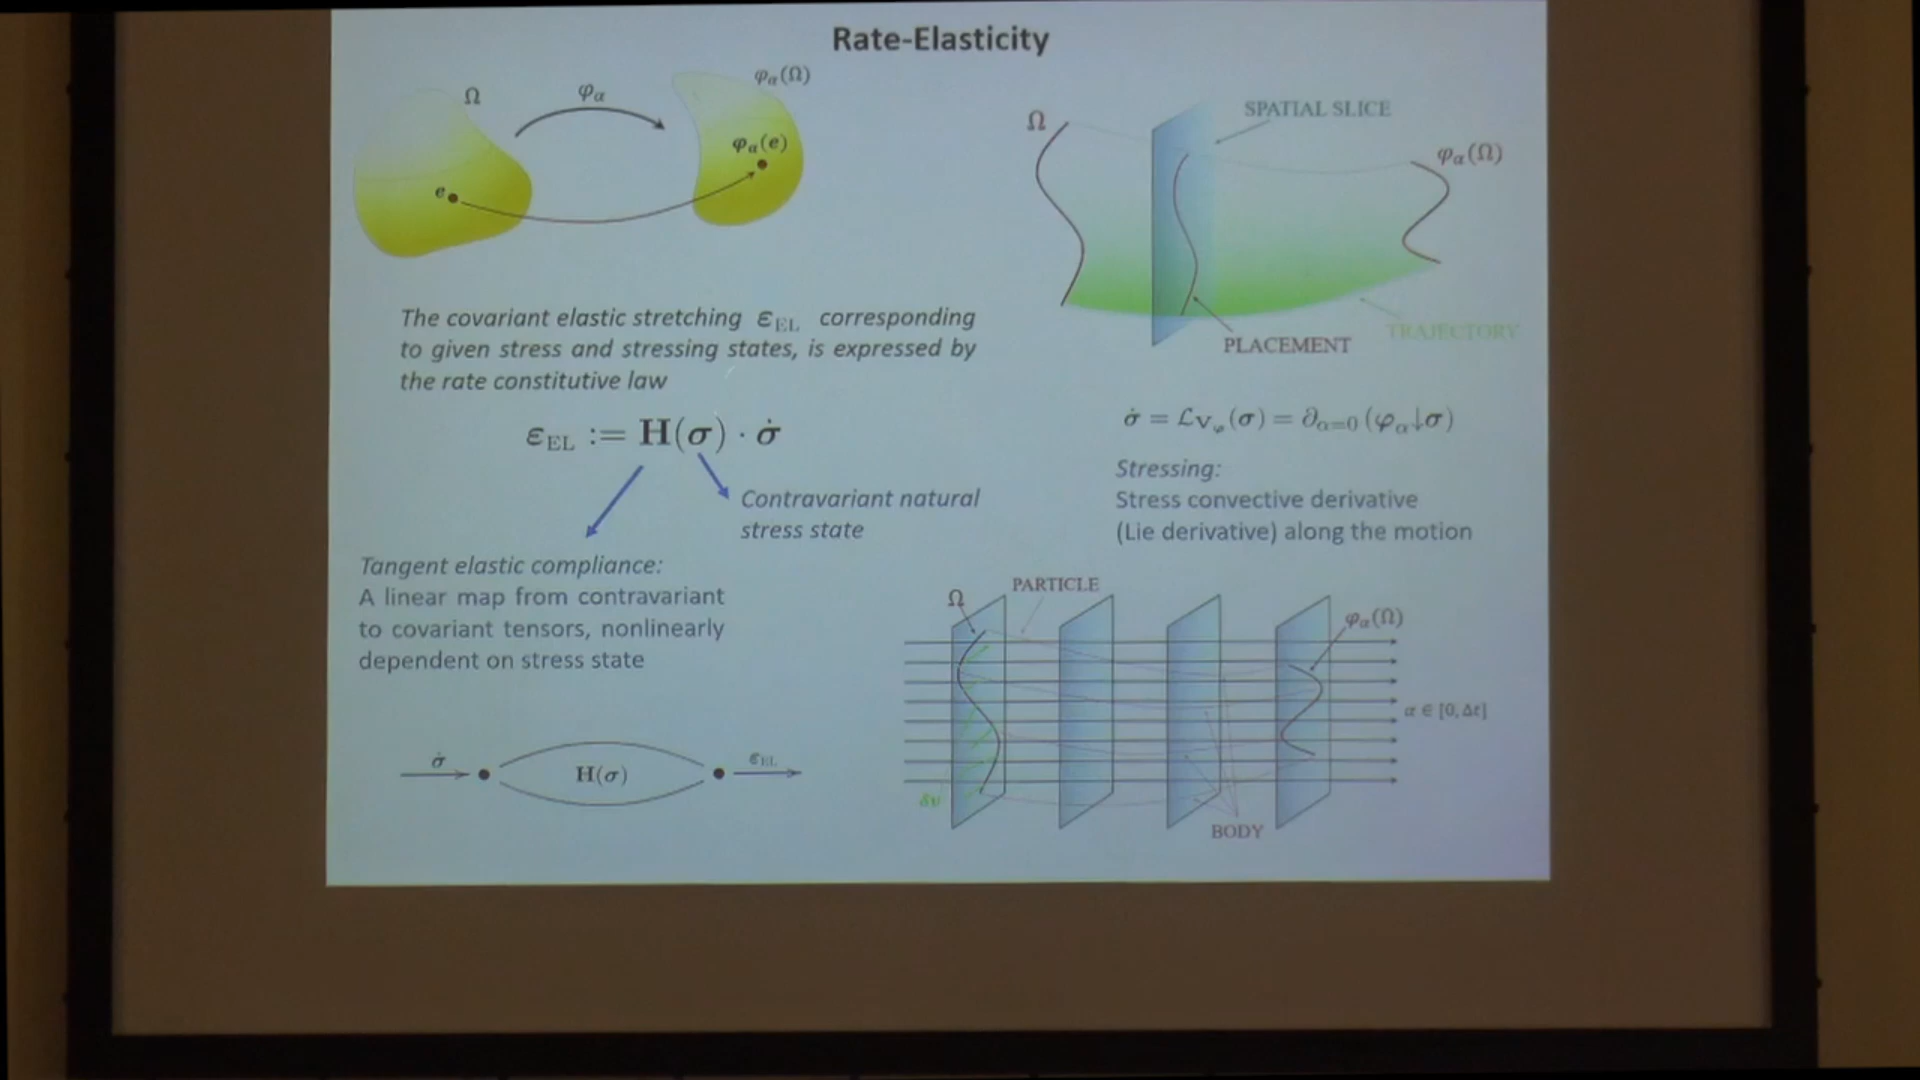 Rate-Elasticity
Ω
φα
φα(Ω)
φα(e)
e
SPATIAL SLICE
Ω
φα(Ω)
TRAJECTORY
PLACEMENT
The covariant elastic stretching εEL corresponding
to given stress and stressing states, is expressed by
the rate constitutive law
εEL := H(σ) · σ̇
Contravariant natural
stress state
Tangent elastic compliance:
A linear map from contravariant
to covariant tensors, nonlinearly
dependent on stress state
σ̇
H(σ)
εEL
σ̇ = ℒVφ(σ) = ∂α=0 (φα↓σ)
Stressing:
Stress convective derivative
(Lie derivative) along the motion
PARTICLE
Ω
φα(Ω)
α ∈ [0, Δt]
δv
BODY